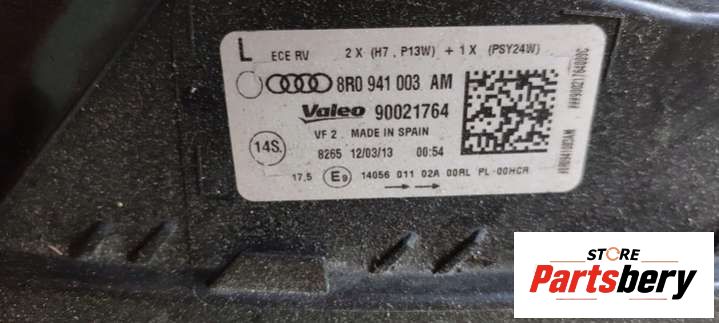 L ECE RV 2 X (H7, P13W) + 1 X (PSY24W)
8R0 941 003 AM
Valeo 90021764
VF 2 MADE IN SPAIN
14S. 8265 12/03/13 00:54
17,5 E9 14056 011 02A 00RL PL-00HCR
STORE
Partsbery